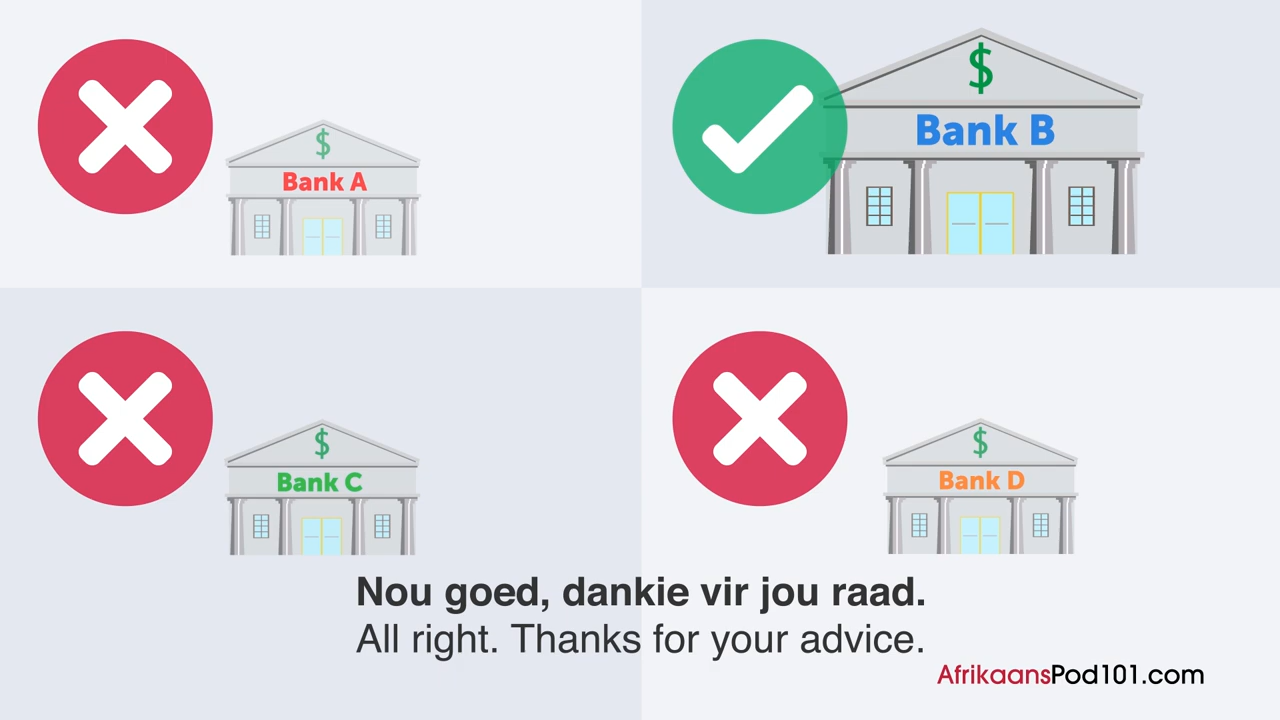 $
Bank A
$
Bank B
$
Bank C
$
Bank D
Nou goed, dankie vir jou raad.
All right. Thanks for your advice.
AfrikaansPod101.com